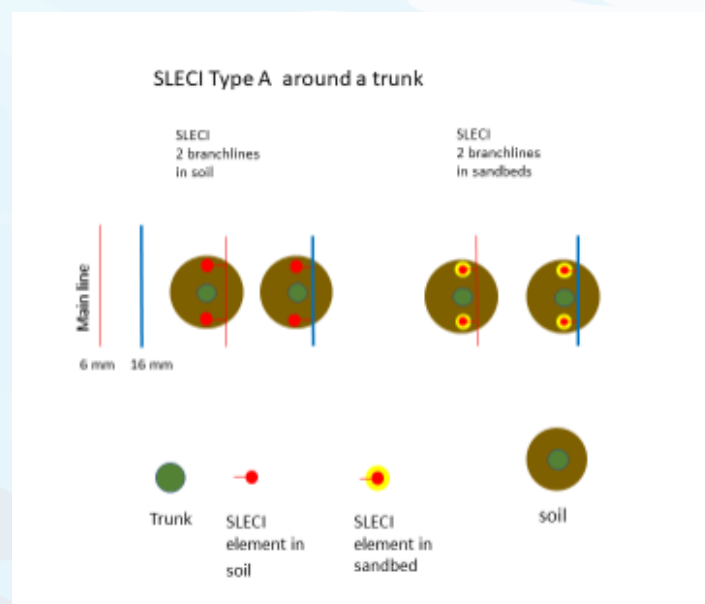 SLECI Type A around a trunk
SLECI
2 branchlines
in soil
SLECI
2 branchlines
in sandbeds
Main line
6 mm
16 mm
Trunk
SLECI
element in
soil
SLECI
element in
sandbed
soil